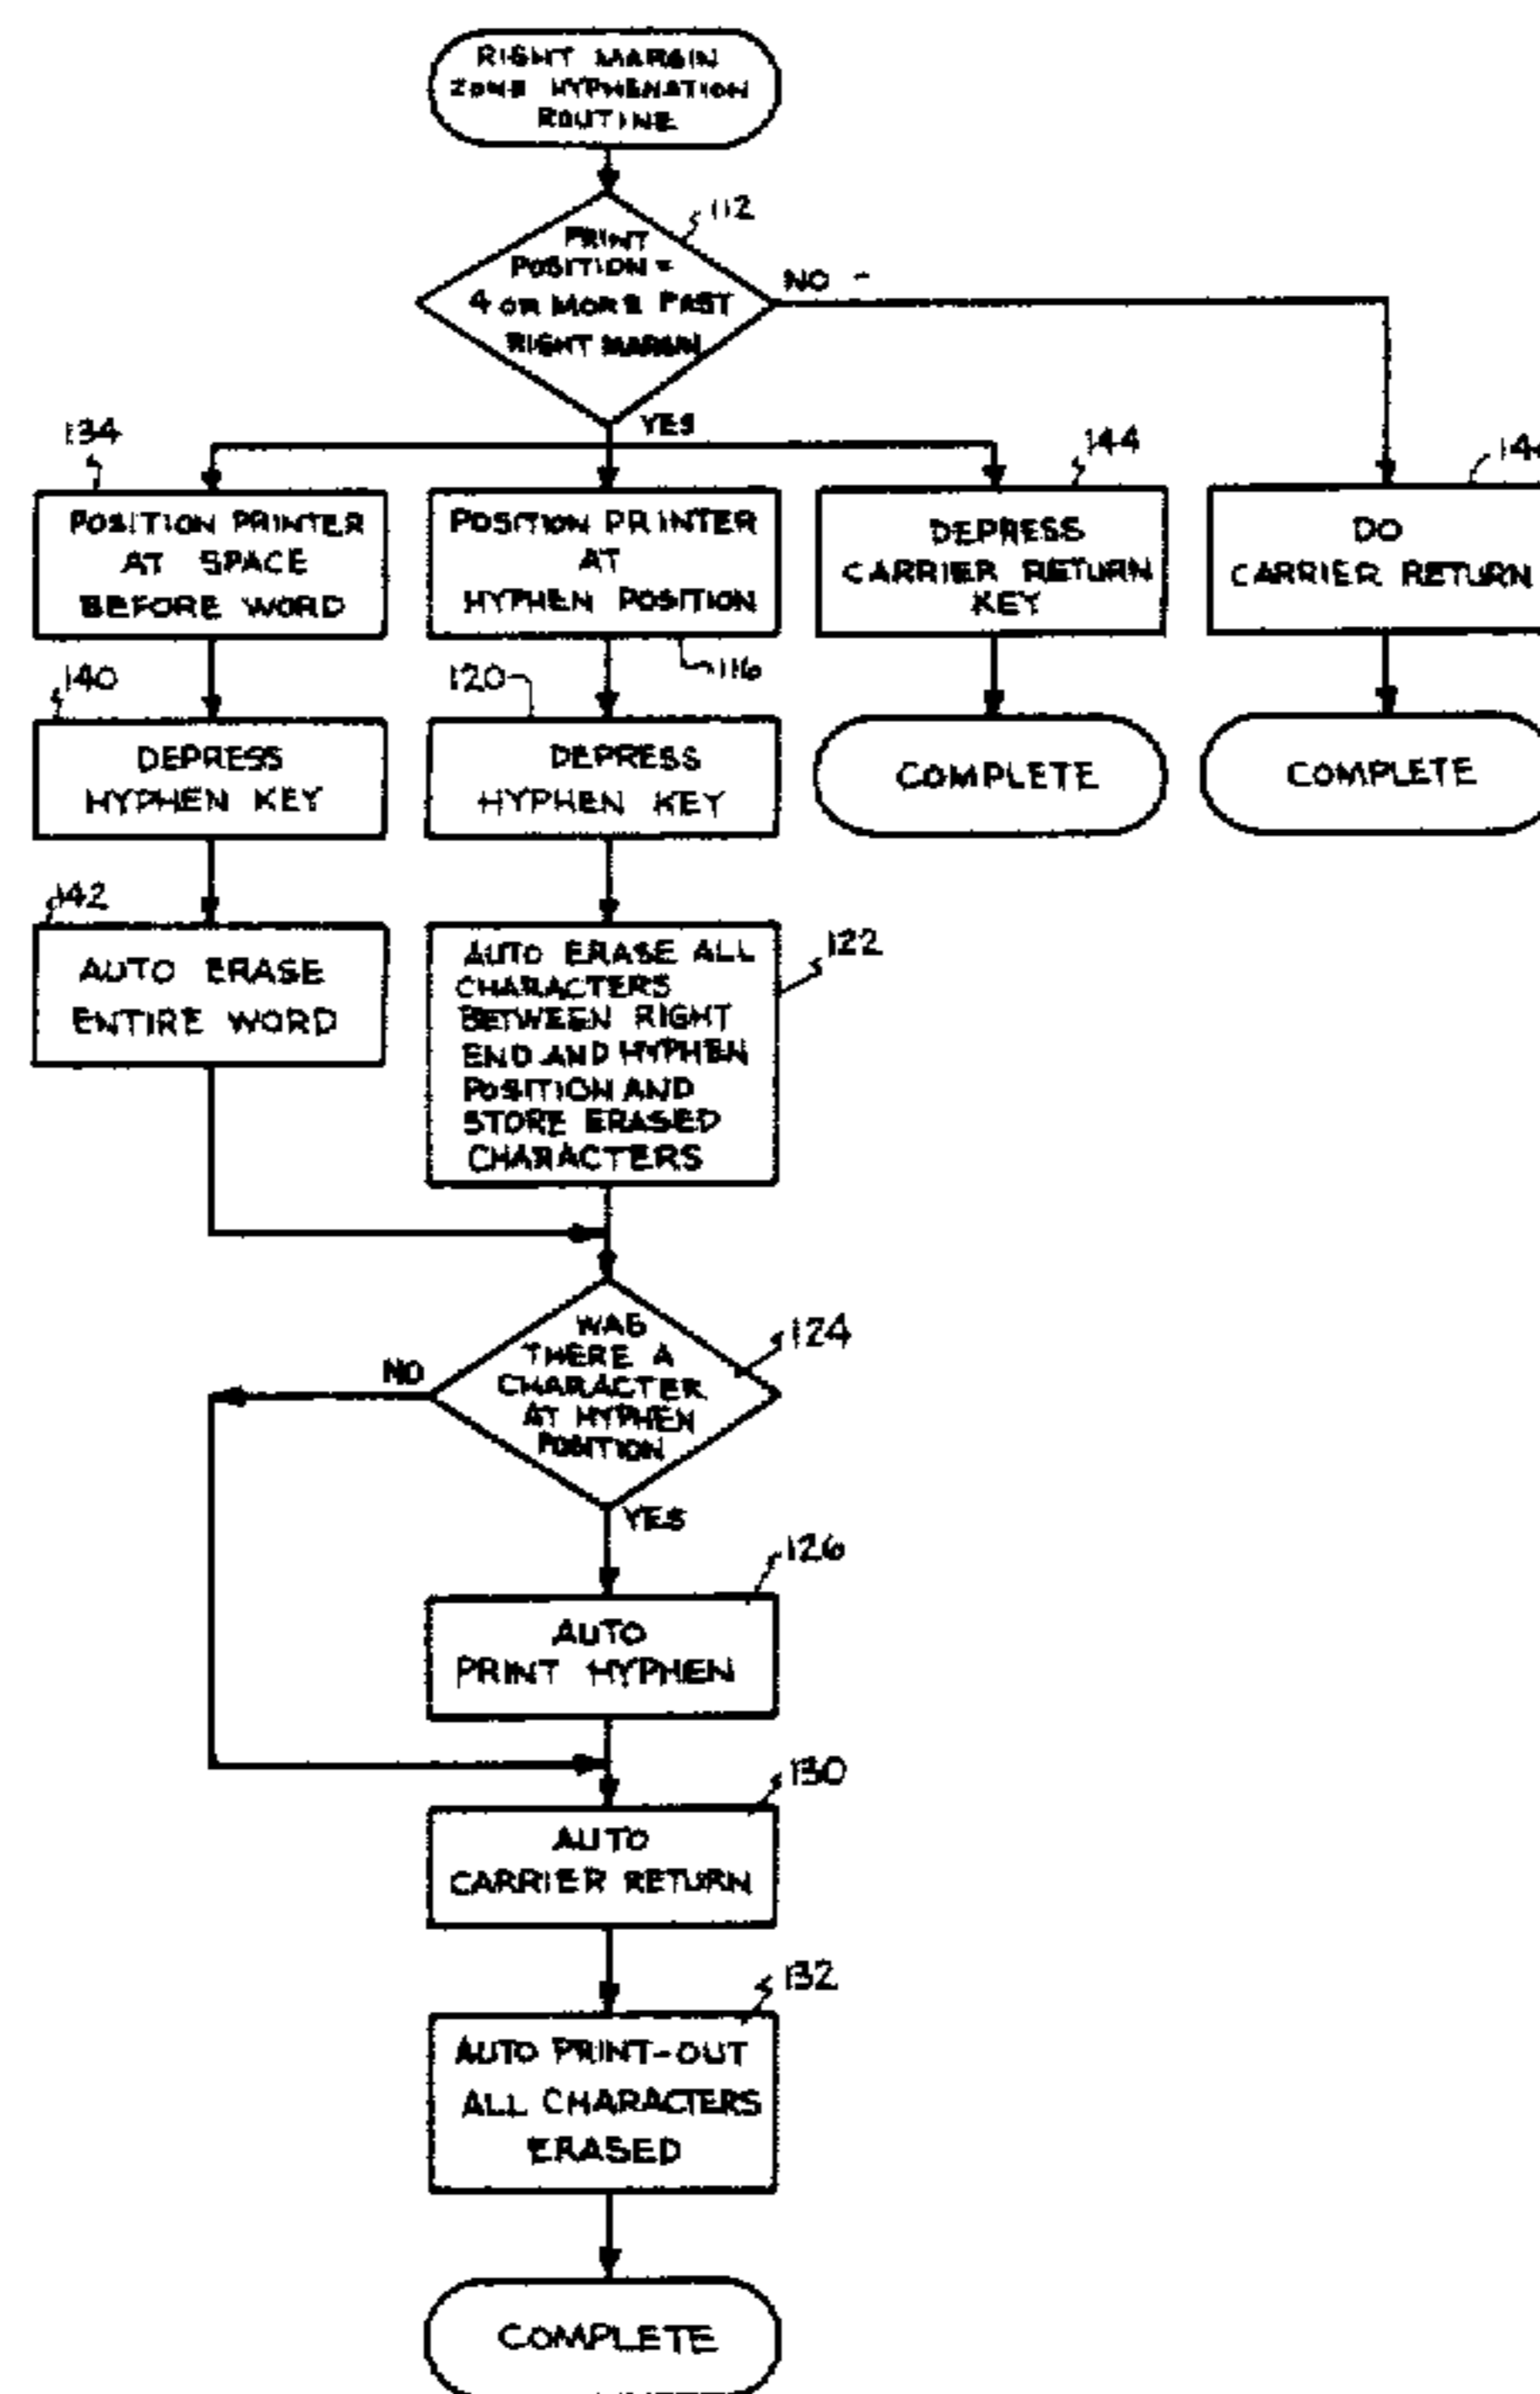 RIGHT MARGIN
ZONE HYPHENATION
ROUTINE
112
PRINT
POSITION =
4 OR MORE PAST
RIGHT MARGIN
NO
YES
134
POSITION PRINTER
AT SPACE
BEFORE WORD
POSITION PRINTER
AT
HYPHEN POSITION
116
144
DEPRESS
CARRIER RETURN
KEY
DO
CARRIER RETURN
140
DEPRESS
HYPHEN KEY
120
DEPRESS
HYPHEN KEY
COMPLETE
COMPLETE
142
AUTO ERASE
ENTIRE WORD
AUTO ERASE ALL
CHARACTERS
BETWEEN RIGHT
END AND HYPHEN
POSITION AND
STORE ERASED
CHARACTERS
122
WAS
THERE A
CHARACTER
AT HYPHEN
POSITION
124
NO
YES
126
AUTO
PRINT HYPHEN
130
AUTO
CARRIER RETURN
132
AUTO PRINT-OUT
ALL CHARACTERS
ERASED
COMPLETE